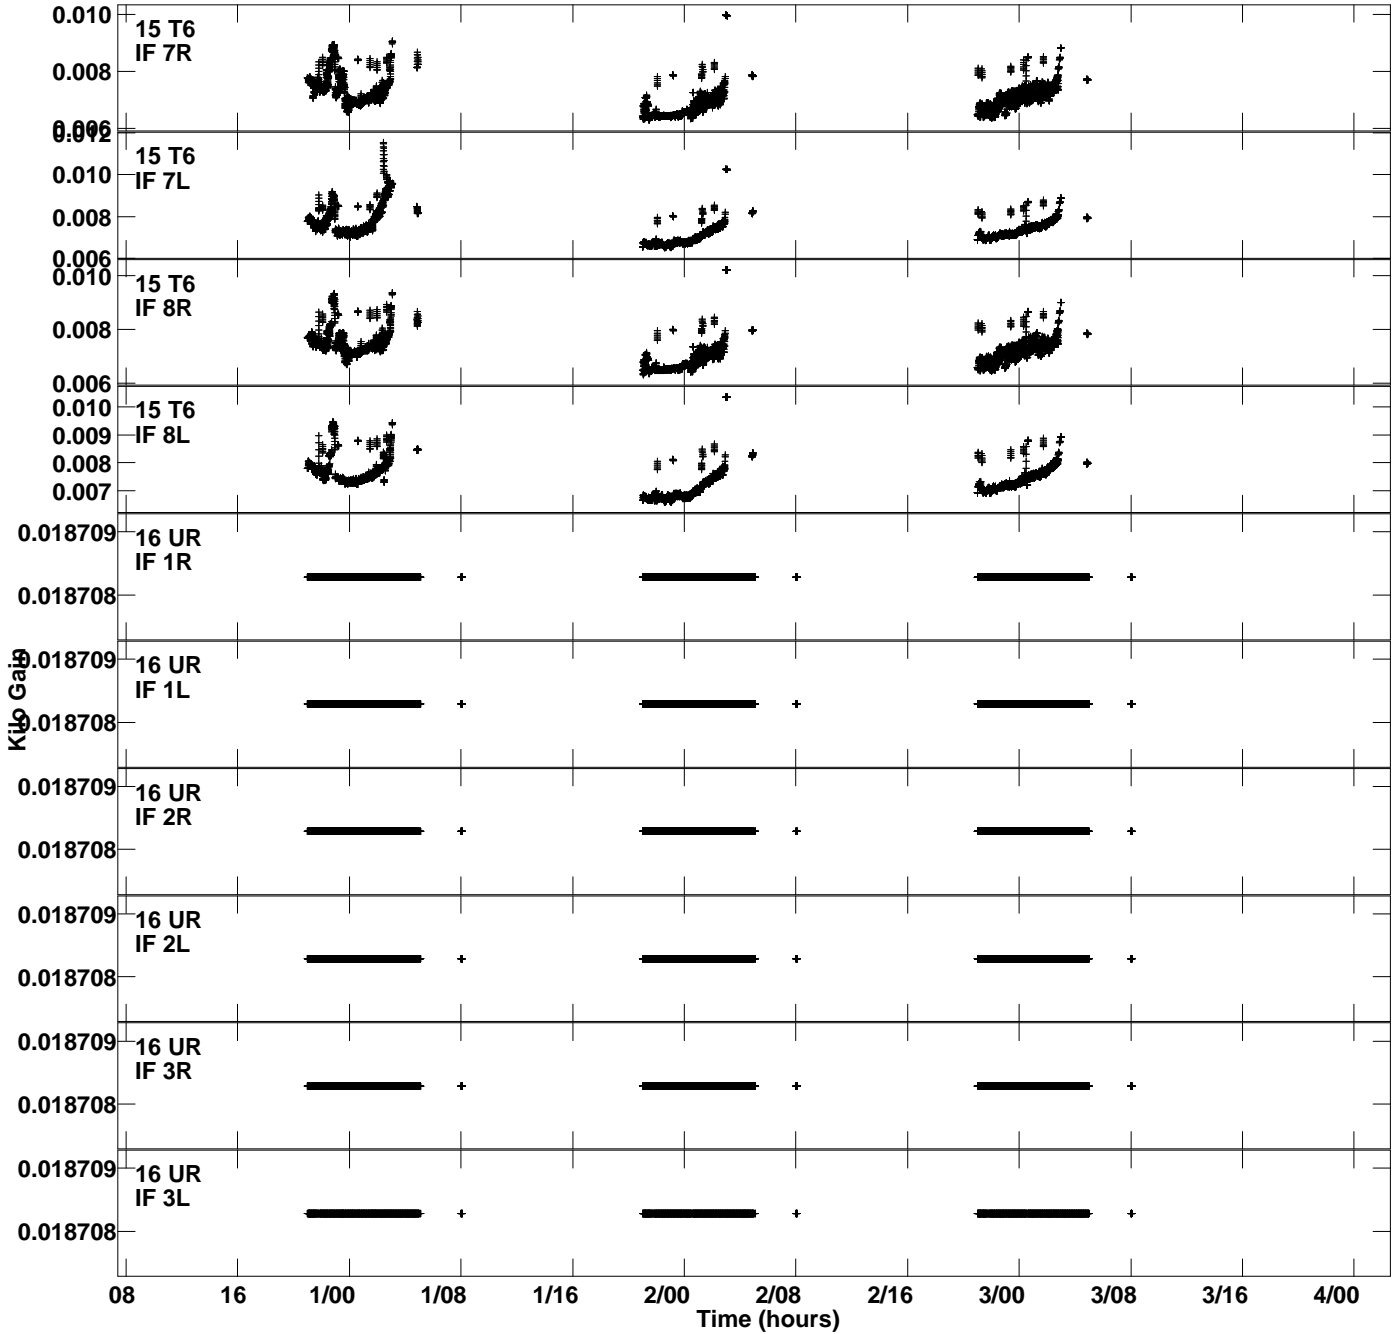 0.010
15 T6
IF 7R
0.008
0.006
0.012
15 T6
IF 7L
0.010
0.008
0.006
0.010
15 T6
IF 8R
0.008
0.006
0.010
15 T6
IF 8L
0.009
0.008
0.007
0.018709
16 UR
IF 1R
0.018708
0.018709
16 UR
IF 1L
0.018708
Kilo Gain
0.018709
16 UR
IF 2R
0.018708
0.018709
16 UR
IF 2L
0.018708
0.018709
16 UR
IF 3R
0.018708
0.018709
16 UR
IF 3L
0.018708
08 16 1/00 1/08 1/16 2/00 2/08 2/16 3/00 3/08 3/16 4/00
Time (hours)